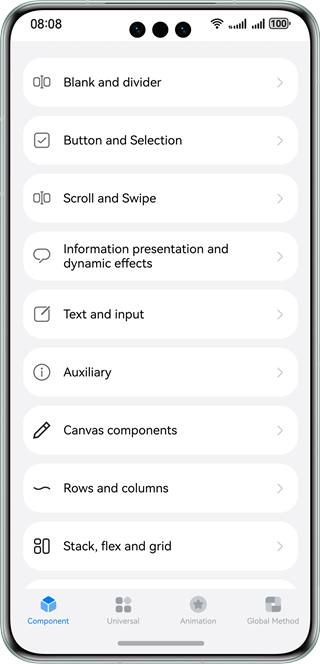 08:08
100
Blank and divider
Button and Selection
Scroll and Swipe
Information presentation and
dynamic effects
Text and input
Auxiliary
Canvas components
Rows and columns
Stack, flex and grid
Component
Universal
Animation
Global Method